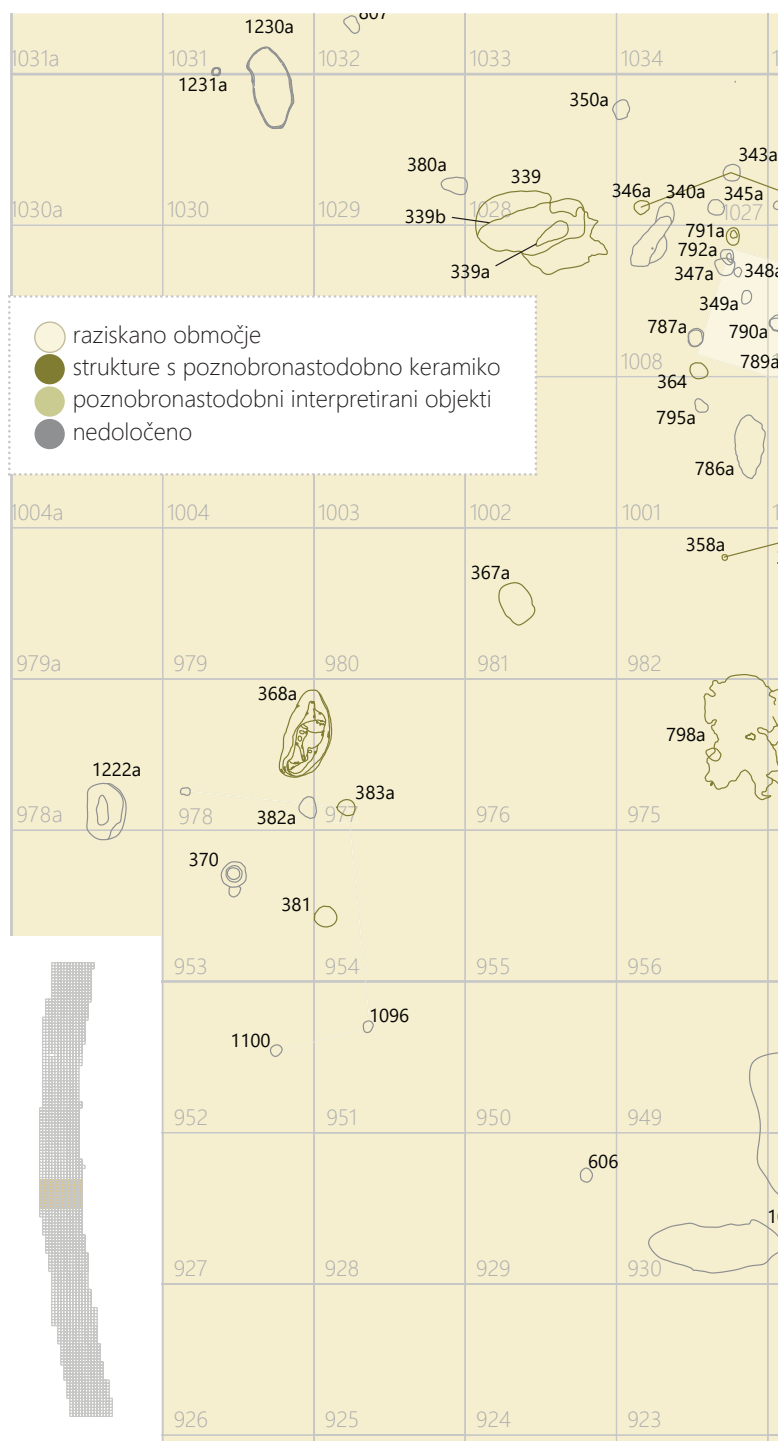 807
1230a
1031a
1031
1032
1033
1034
1231a
350a
343a
380a
339
346a
340a
345a
1030a
1030
1029
339b
1028
1027
791a
792a
339a
347a
348a
349a
raziskano območje
787a
790a
strukture s poznobronastodobno keramiko
1008
789a
364
poznobronastodobni interpretirani objekti
795a
nedoločeno
786a
1004a
1004
1003
1002
1001
358a
367a
979a
979
980
981
982
368a
798a
1222a
383a
978a
978
382a
977
976
975
370
381
953
954
955
956
1096
1100
952
951
950
949
606
927
928
929
930
926
925
924
923